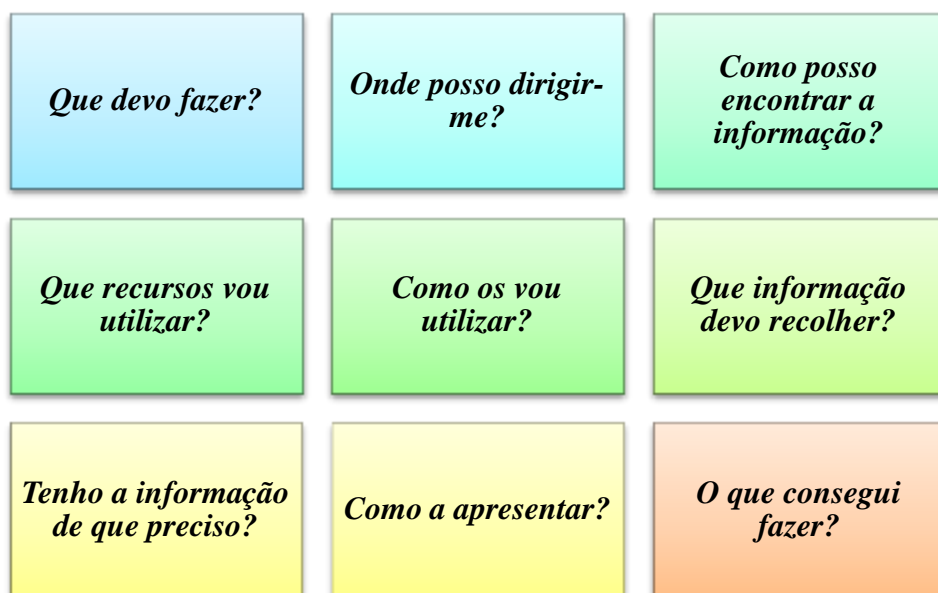 Que devo fazer?
Onde posso dirigir-
me?
Como posso
encontrar a
informação?
Que recursos vou
utilizar?
Como os vou
utilizar?
Que informação
devo recolher?
Tenho a informação
de que preciso?
Como a apresentar?
O que consegui
fazer?